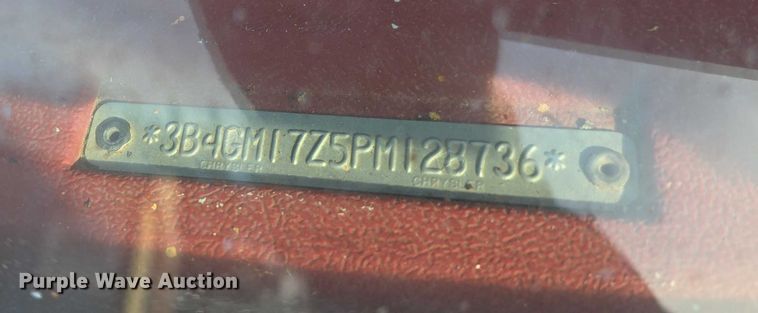 *3B4GM17Z5PM128736*
CHRYSLER CHRYSLER
Purple Wave Auction